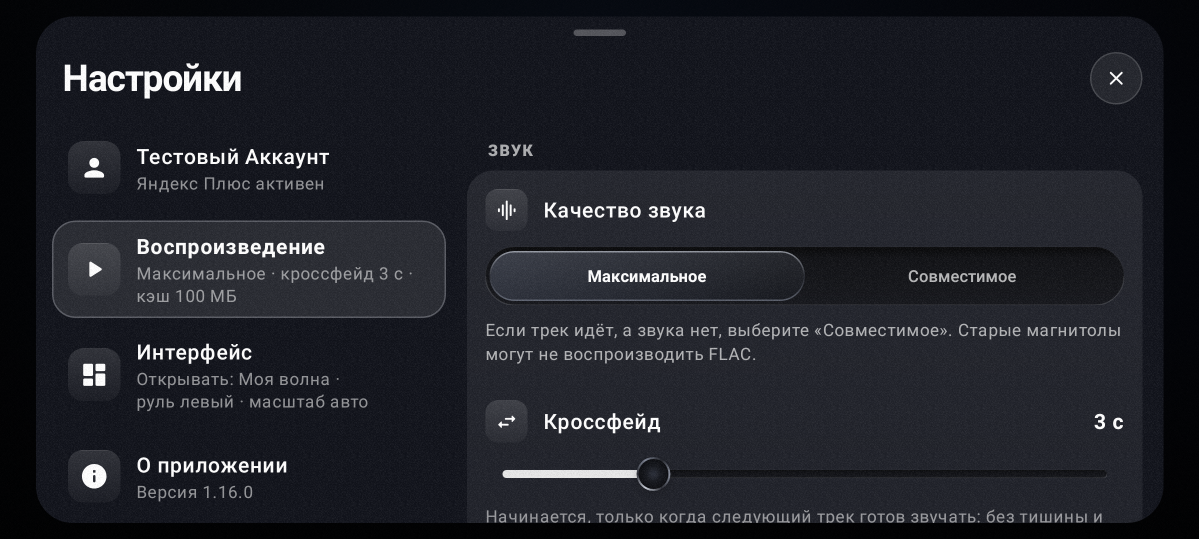 Настройки
Тестовый Аккаунт
Яндекс Плюс активен
Воспроизведение
Максимальное · кроссфейд 3 с ·
кэш 100 МБ
Интерфейс
Открывать: Моя волна ·
руль левый · масштаб авто
О приложении
Версия 1.16.0
ЗВУК
Качество звука
Максимальное
Совместимое
Если трек идёт, а звука нет, выберите «Совместимое». Старые магнитолы
могут не воспроизводить FLAC.
Кроссфейд
3 с
Начинается, только когда следующий трек готов звучать: без тишины и